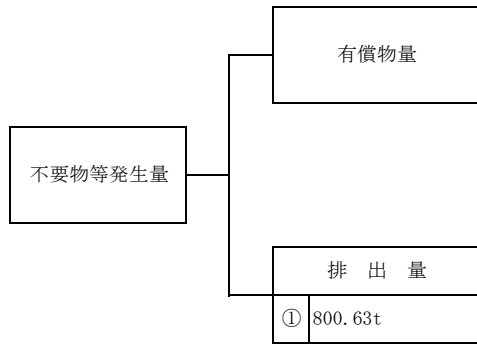 有償物量
不要物等発生量
排 出 量
① 800.63t